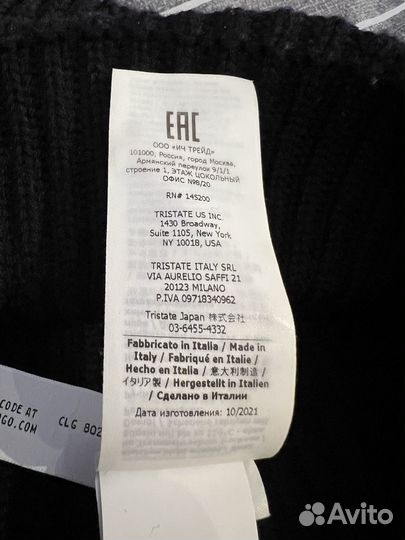 EAC
ООО «ИЧ ТРЕЙД»
101000, Россия, город Москва,
Армянский переулок 9/1/1
строение 1, ЭТАЖ ЦОКОЛЬНЫЙ
ОФИС №8/20
RN# 145200
TRISTATE US INC.
1430 Broadway,
Suite 1105, New York
NY 10018, USA
TRISTATE ITALY SRL
VIA AURELIO SAFFI 21
20123 MILANO
P.IVA 09718340962
Tristate Japan 株式会社
03-6455-4332
Fabbricato in Italia / Made in
Italy / Fabriqué en Italie /
Hecho en Italia / 意大利制造 /
イタリア製 / Hergestellt in Italien
/ Сделано в Италии
Дата изготовления: 10/2021
CODE AT
OGO.COM
CLG B02
Avito